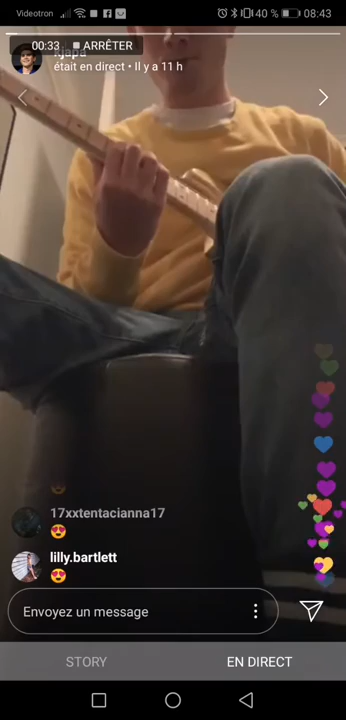 Videotron 40 % 08:43
00:33 ARRÊTER
kjapa
était en direct • Il y a 11 h
17xxtentacianna17
😍
lilly.bartlett
😍
Envoyez un message
STORY EN DIRECT